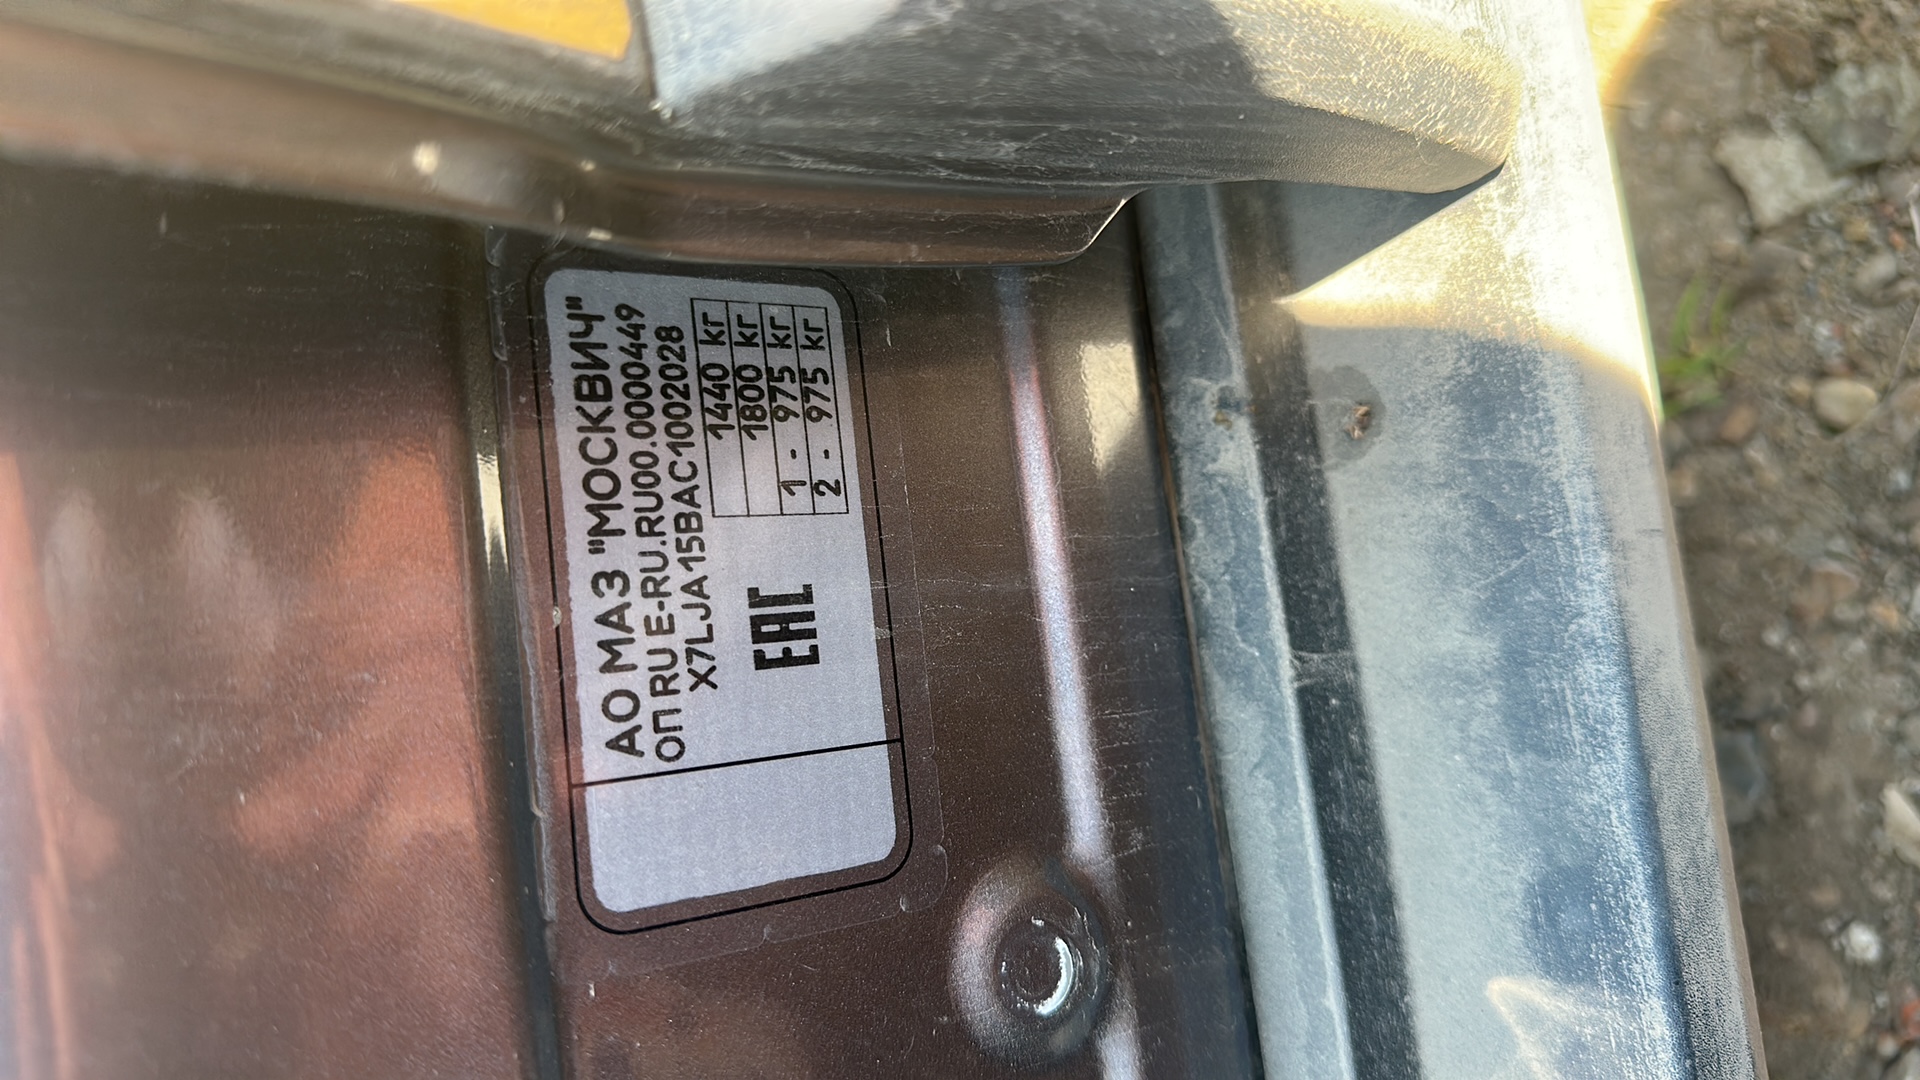 АО МАЗ "МОСКВИЧ"
ОП RU E-RU.RU00.0000449
X7LJA15BAC1002028
1440 кг
1800 кг
1 - 975 кг
2 - 975 кг
ЕАС